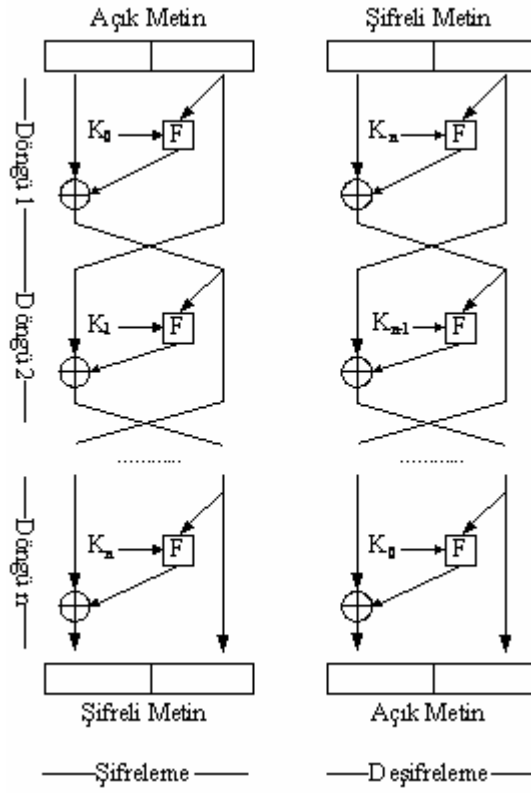 Açık Metin
Şifreli Metin
Döngü 1
K₀
F
Kₙ
F
Döngü 2
K₁
F
Kₙ₋₁
F
...........
...........
Döngü n
Kₙ
F
K₀
F
Şifreli Metin
Açık Metin
Şifreleme
Deşifreleme